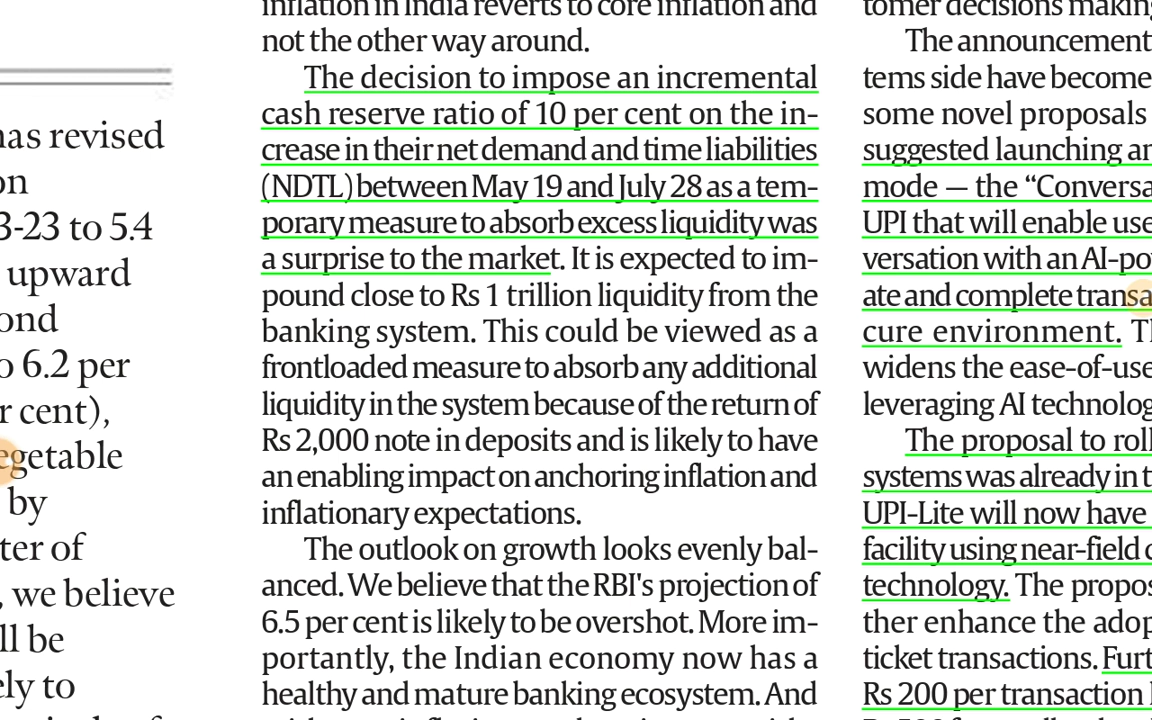 has revised
on
3-23 to 5.4
upward
ond
o 6.2 per
r cent),
egetable
by
ter of
, we believe
ll be
ely to
inflation in India reverts to core inflation and
not the other way around.
The decision to impose an incremental
cash reserve ratio of 10 per cent on the in-
crease in their net demand and time liabilities
(NDTL) between May 19 and July 28 as a tem-
porary measure to absorb excess liquidity was
a surprise to the market. It is expected to im-
pound close to Rs 1 trillion liquidity from the
banking system. This could be viewed as a
frontloaded measure to absorb any additional
liquidity in the system because of the return of
Rs 2,000 note in deposits and is likely to have
an enabling impact on anchoring inflation and
inflationary expectations.
The outlook on growth looks evenly bal-
anced. We believe that the RBI's projection of
6.5 per cent is likely to be overshot. More im-
portantly, the Indian economy now has a
healthy and mature banking ecosystem. And
tomer decisions making
The announcement
tems side have become
some novel proposals
suggested launching an
mode — the “Conversa
UPI that will enable use
versation with an AI-po
ate and complete transa
cure environment. Th
widens the ease-of-use
leveraging AI technolog
The proposal to roll
systems was already in t
UPI-Lite will now have
facility using near-field c
technology. The propos
ther enhance the adop
ticket transactions. Furt
Rs 200 per transaction l